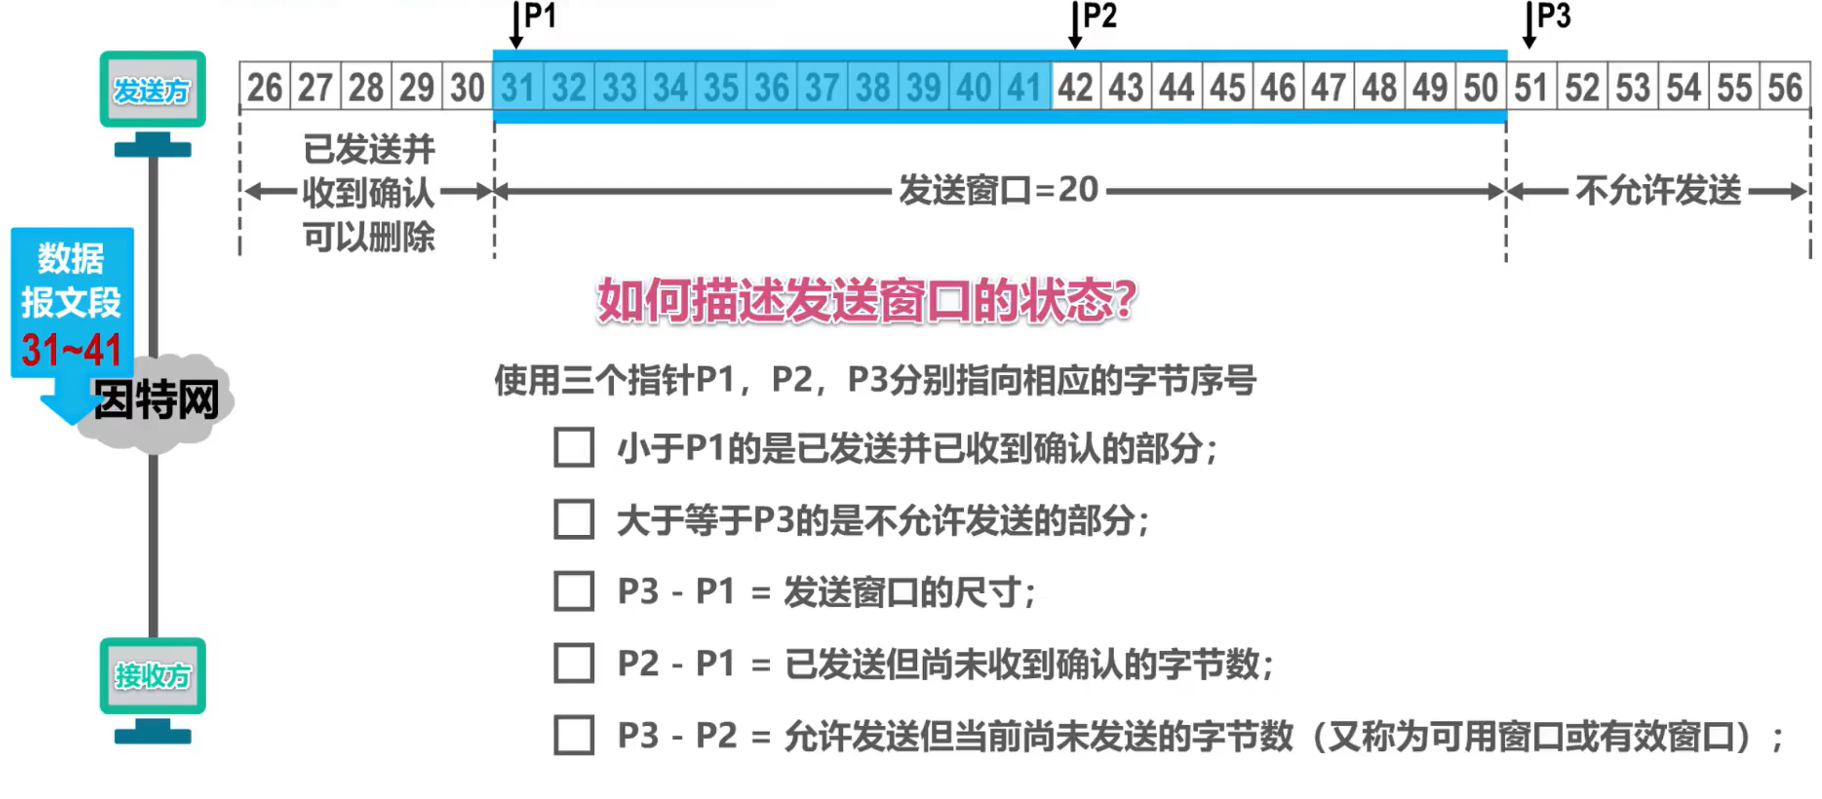 P1 P2 P3
发送方
26 27 28 29 30 31 32 33 34 35 36 37 38 39 40 41 42 43 44 45 46 47 48 49 50 51 52 53 54 55 56
已发送并
收到确认
可以删除
发送窗口=20
不允许发送
数据
报文段
31~41
因特网
接收方
如何描述发送窗口的状态?
使用三个指针P1，P2，P3分别指向相应的字节序号
小于P1的是已发送并已收到确认的部分；
大于等于P3的是不允许发送的部分；
P3 - P1 = 发送窗口的尺寸；
P2 - P1 = 已发送但尚未收到确认的字节数；
P3 - P2 = 允许发送但当前尚未发送的字节数（又称为可用窗口或有效窗口）；